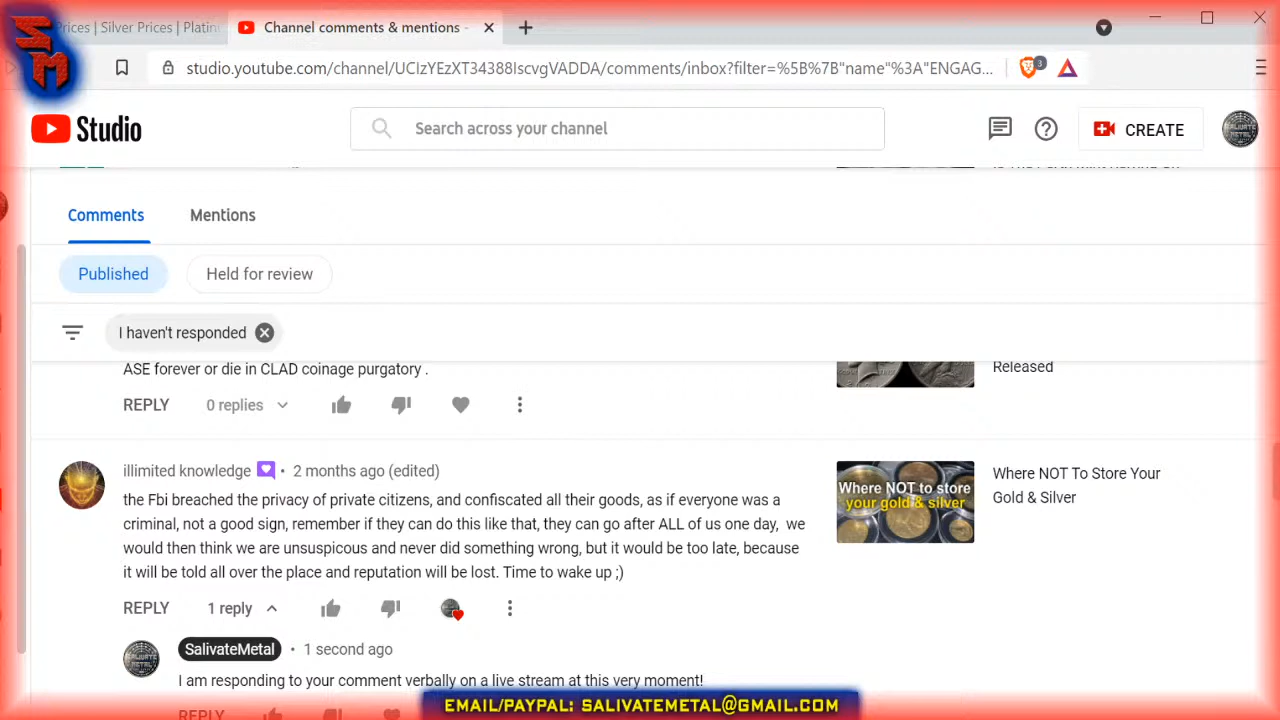 SM
Prices | Silver Prices | Platin
Channel comments & mentions -
studio.youtube.com/channel/UCIzYEzXT34388lscvgVADDA/comments/inbox?filter=%5B%7B"name"%3A"ENGAG...
3
Studio
Search across your channel
CREATE
Comments
Mentions
Published
Held for review
I haven't responded
ASE forever or die in CLAD coinage purgatory .
Released
REPLY
0 replies
illimited knowledge • 2 months ago (edited)
the Fbi breached the privacy of private citizens, and confiscated all their goods, as if everyone was a
criminal, not a good sign, remember if they can do this like that, they can go after ALL of us one day, we
would then think we are unsuspicous and never did something wrong, but it would be too late, because
it will be told all over the place and reputation will be lost. Time to wake up ;)
Where NOT to store
your gold & silver
Where NOT To Store Your
Gold & Silver
REPLY
1 reply
SalivateMetal • 1 second ago
I am responding to your comment verbally on a live stream at this very moment!
REPLY
EMAIL/PAYPAL: SALIVATEMETAL@GMAIL.COM